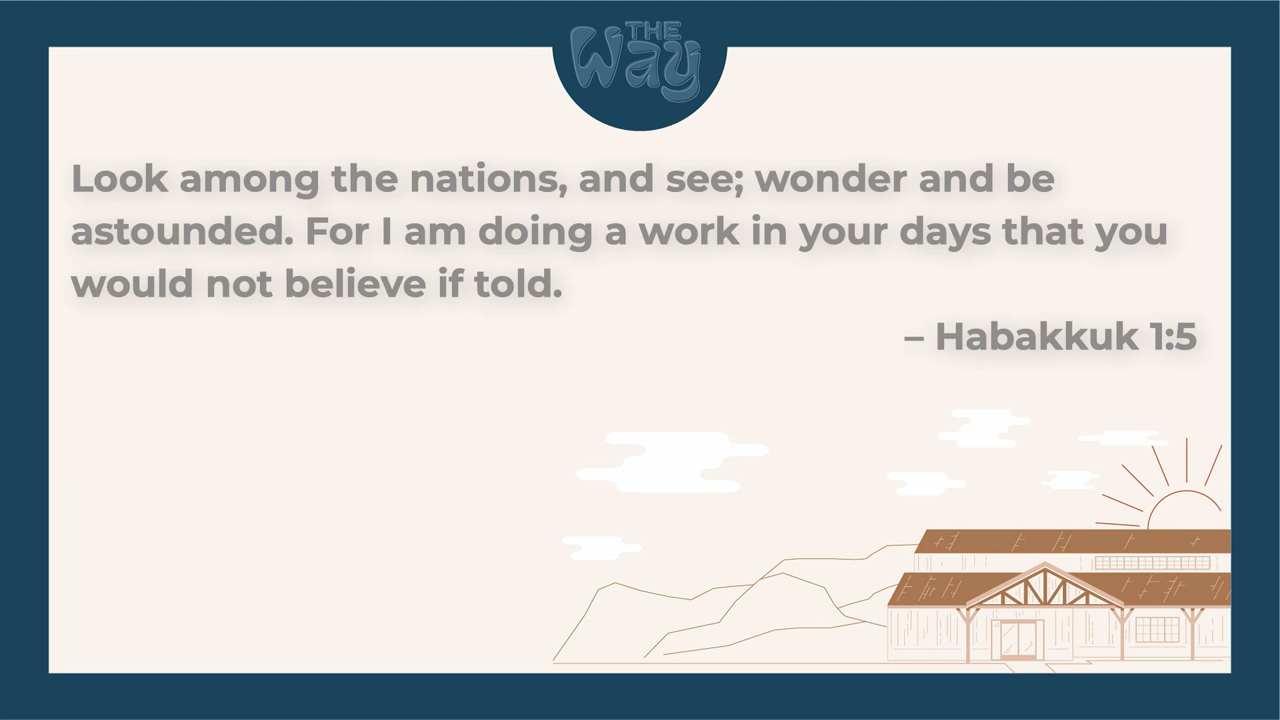 THE
Way
Look among the nations, and see; wonder and be
astounded. For I am doing a work in your days that you
would not believe if told.
– Habakkuk 1:5